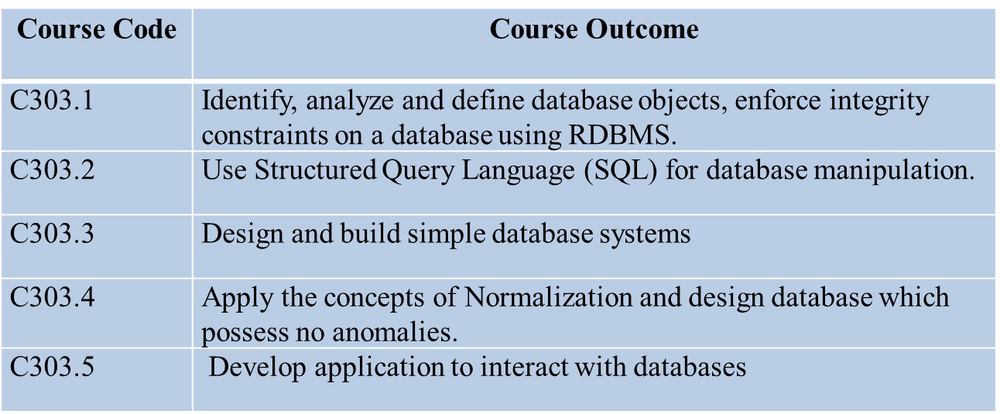 Course Code Course Outcome
C303.1 Identify, analyze and define database objects, enforce integrity
constraints on a database using RDBMS.
C303.2 Use Structured Query Language (SQL) for database manipulation.
C303.3 Design and build simple database systems
C303.4 Apply the concepts of Normalization and design database which
possess no anomalies.
C303.5 Develop application to interact with databases